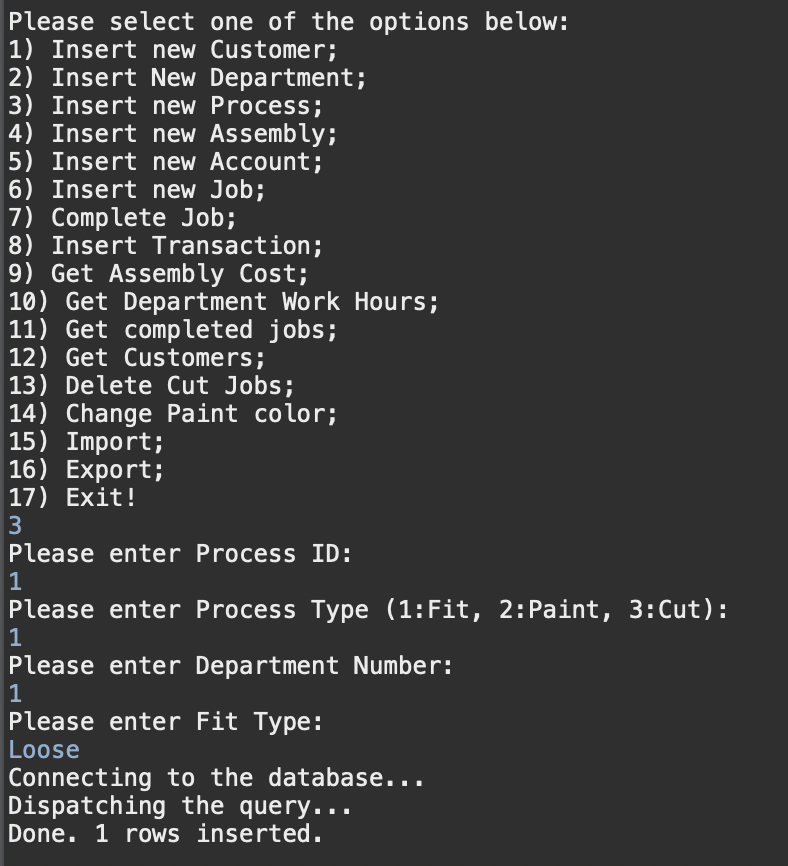 Please select one of the options below:
1) Insert new Customer;
2) Insert New Department;
3) Insert new Process;
4) Insert new Assembly;
5) Insert new Account;
6) Insert new Job;
7) Complete Job;
8) Insert Transaction;
9) Get Assembly Cost;
10) Get Department Work Hours;
11) Get completed jobs;
12) Get Customers;
13) Delete Cut Jobs;
14) Change Paint color;
15) Import;
16) Export;
17) Exit!
3
Please enter Process ID:
1
Please enter Process Type (1:Fit, 2:Paint, 3:Cut):
1
Please enter Department Number:
1
Please enter Fit Type:
Loose
Connecting to the database...
Dispatching the query...
Done. 1 rows inserted.